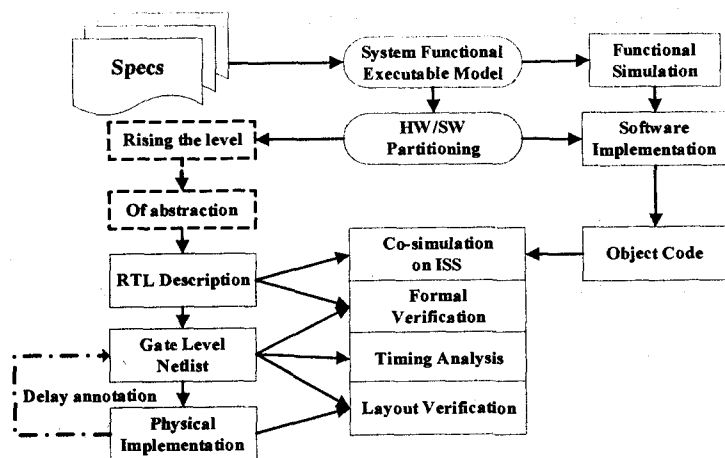 Specs
System Functional
Executable Model
Functional
Simulation
Rising the level
HW/SW
Partitioning
Software
Implementation
Of abstraction
Co-simulation
on ISS
Object Code
RTL Description
Formal
Verification
Gate Level
Netlist
Timing Analysis
Delay annotation
Physical
Implementation
Layout Verification